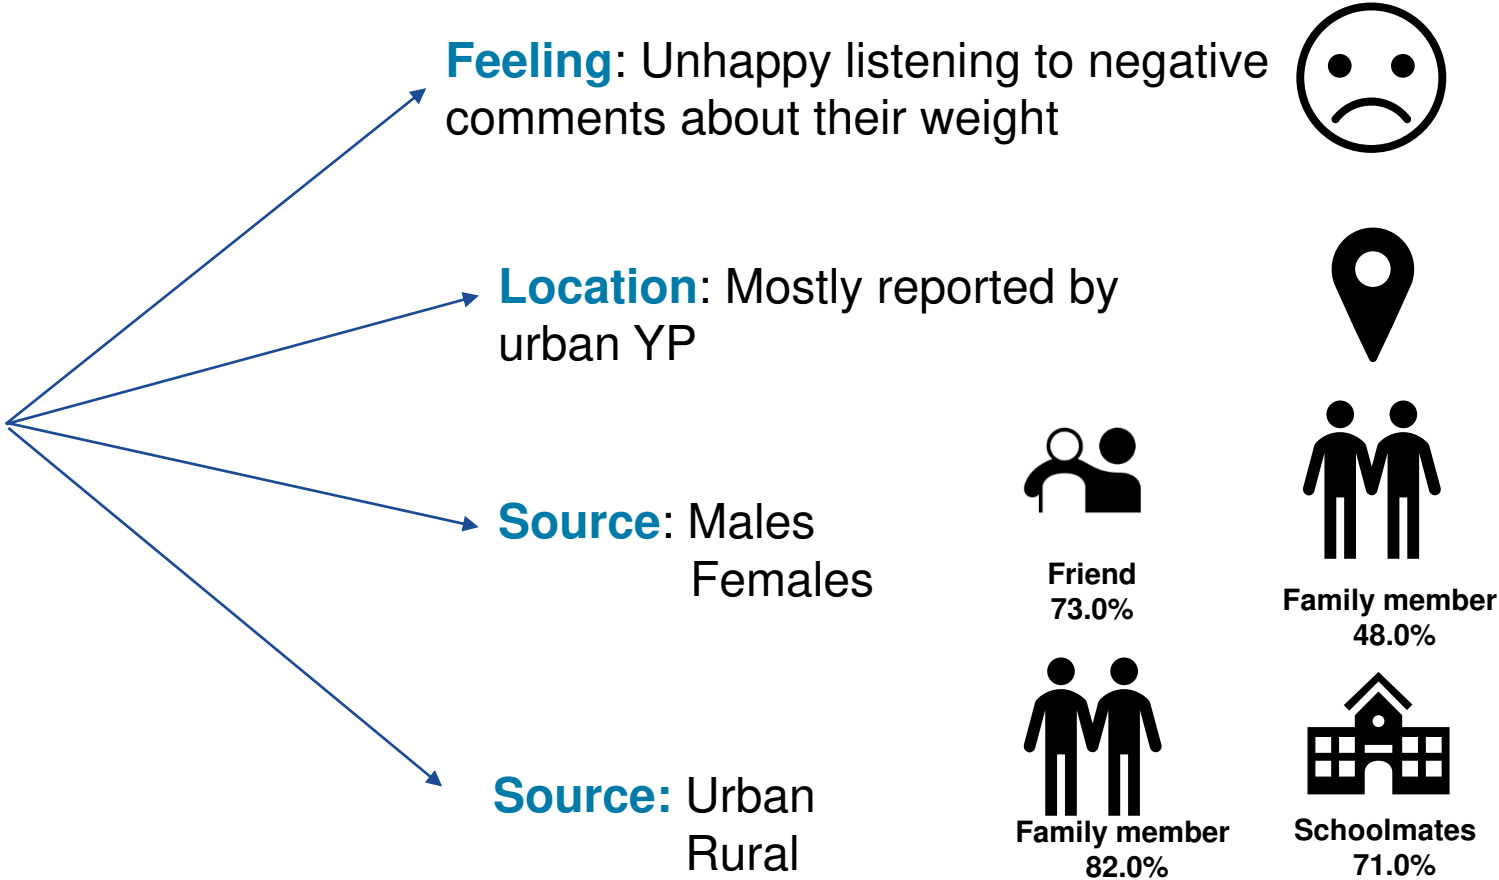 Feeling: Unhappy listening to negative
comments about their weight
Location: Mostly reported by
urban YP
Source: Males
Females
Friend
73.0%
Family member
48.0%
Source: Urban
Rural
Family member
82.0%
Schoolmates
71.0%